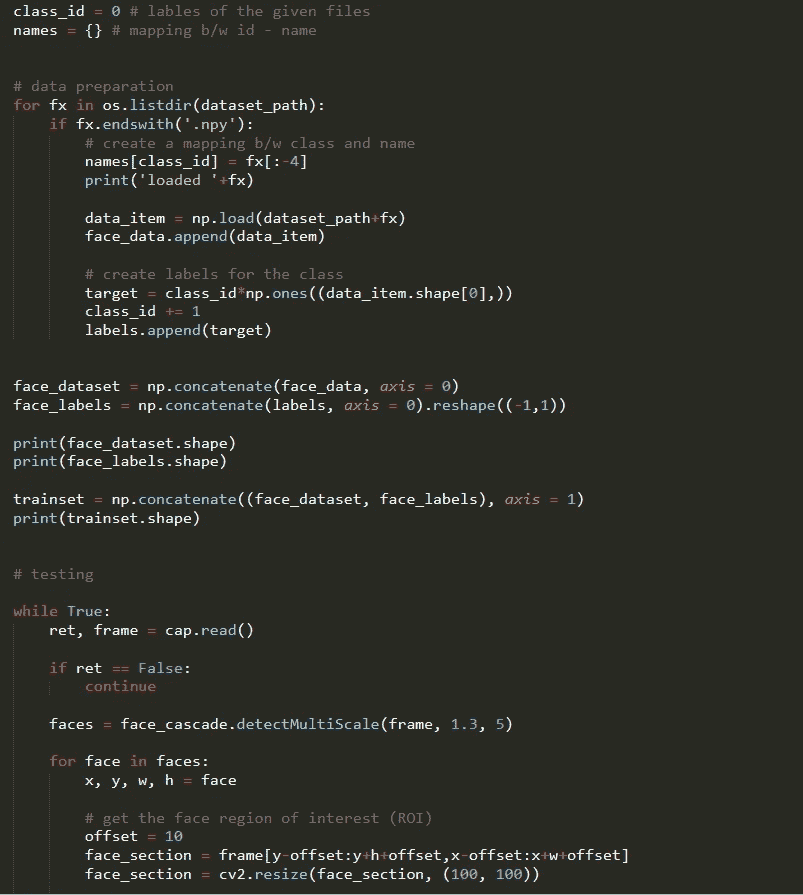 class_id = 0 # lables of the given files
names = {} # mapping b/w id - name
# data preparation
for fx in os.listdir(dataset_path):
    if fx.endswith('.npy'):
        # create a mapping b/w class and name
        names[class_id] = fx[:-4]
        print('loaded '+fx)
        data_item = np.load(dataset_path+fx)
        face_data.append(data_item)
        # create labels for the class
        target = class_id*np.ones((data_item.shape[0],))
        class_id += 1
        labels.append(target)
face_dataset = np.concatenate(face_data, axis = 0)
face_labels = np.concatenate(labels, axis = 0).reshape((-1,1))
print(face_dataset.shape)
print(face_labels.shape)
trainset = np.concatenate((face_dataset, face_labels), axis = 1)
print(trainset.shape)
# testing
while True:
    ret, frame = cap.read()
    if ret == False:
        continue
    faces = face_cascade.detectMultiScale(frame, 1.3, 5)
    for face in faces:
        x, y, w, h = face
        # get the face region of interest (ROI)
        offset = 10
        face_section = frame[y-offset:y+h+offset,x-offset:x+w+offset]
        face_section = cv2.resize(face_section, (100, 100))